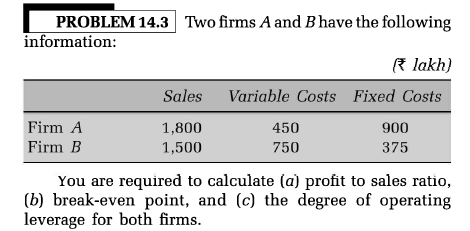 PROBLEM 14.3 Two firms A and B have the following
information:
(₹ lakh)
Sales Variable Costs Fixed Costs
Firm A 1,800 450 900
Firm B 1,500 750 375
You are required to calculate (a) profit to sales ratio,
(b) break-even point, and (c) the degree of operating
leverage for both firms.